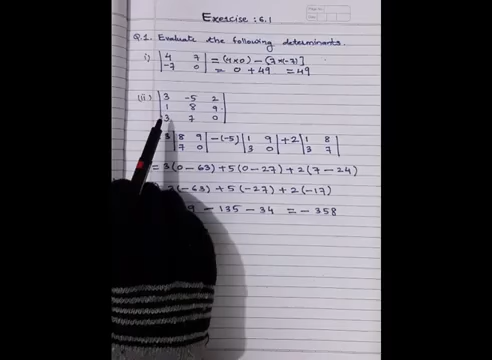 Exercise : 6.1
Q.1. Evaluate the following determinants.
i) | 4 7 | = (4×0) - (7×(-7)]
| -7 0 | = 0 + 49 = 49
(ii) | 3 -5 2 |
| 1 8 9 |
| 3 7 0 |
3 | 8 9 | -(-5) | 1 9 | +2 | 1 8 |
| 7 0 | | 3 0 | | 3 7 |
= 3(0 - 63) + 5(0 - 27) + 2(7 - 24)
(-63) + 5(-27) + 2(-17)
9 - 135 - 34 = - 358